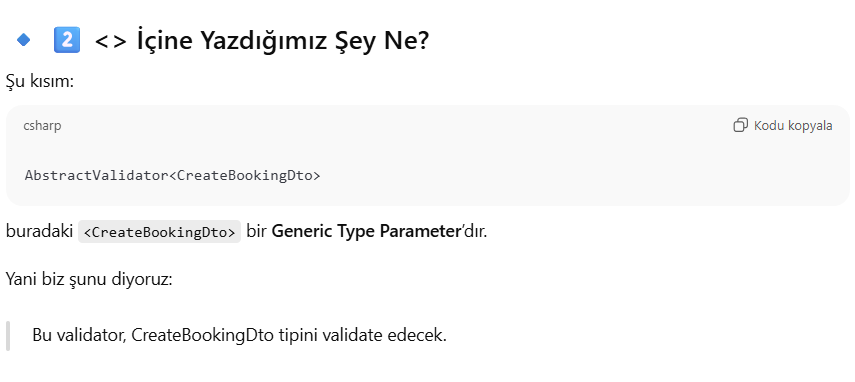 🔹 2️⃣ <> İçine Yazdığımız Şey Ne?
Şu kısım:
csharp
Kodu kopyala
AbstractValidator<CreateBookingDto>
buradaki <CreateBookingDto> bir Generic Type Parameter’dır.
Yani biz şunu diyoruz:
Bu validator, CreateBookingDto tipini validate edecek.